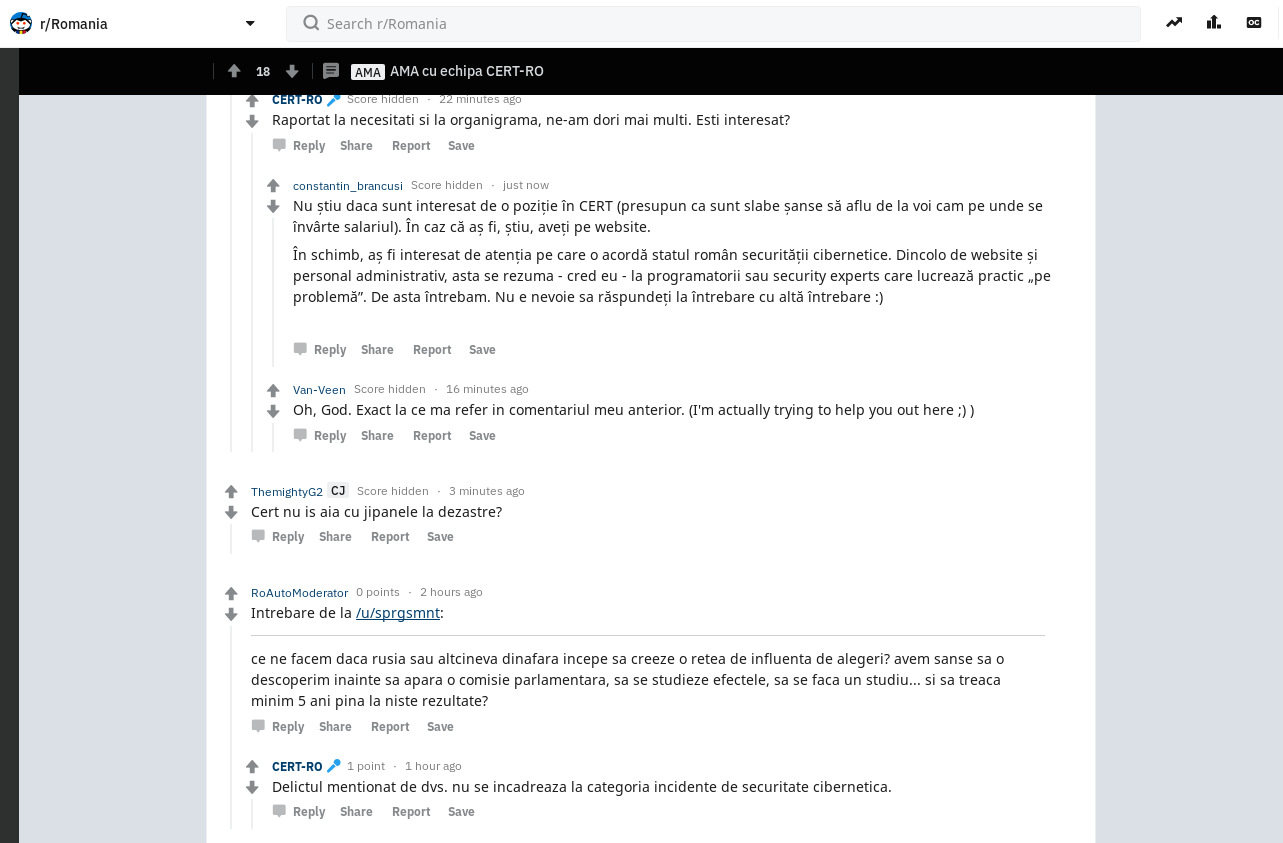 r/Romania
Search r/Romania
OC
18
AMA AMA cu echipa CERT-RO
CERT-RO Score hidden · 22 minutes ago
Raportat la necesitati si la organigrama, ne-am dori mai multi. Esti interesat?
Reply Share Report Save
constantin_brancusi Score hidden · just now
Nu știu daca sunt interesat de o poziție în CERT (presupun ca sunt slabe șanse să aflu de la voi cam pe unde se
învârte salariul). În caz că aș fi, știu, aveți pe website.
În schimb, aș fi interesat de atenția pe care o acordă statul român securității cibernetice. Dincolo de website și
personal administrativ, asta se rezuma - cred eu - la programatorii sau security experts care lucrează practic „pe
problemă”. De asta întrebam. Nu e nevoie sa răspundeți la întrebare cu altă întrebare :)
Reply Share Report Save
Van-Veen Score hidden · 16 minutes ago
Oh, God. Exact la ce ma refer in comentariul meu anterior. (I'm actually trying to help you out here ;) )
Reply Share Report Save
ThemightyG2 CJ Score hidden · 3 minutes ago
Cert nu is aia cu jipanele la dezastre?
Reply Share Report Save
RoAutoModerator 0 points · 2 hours ago
Intrebare de la /u/sprgsmnt:
ce ne facem daca rusia sau altcineva dinafara incepe sa creeze o retea de influenta de alegeri? avem sanse sa o
descoperim inainte sa apara o comisie parlamentara, sa se studieze efectele, sa se faca un studiu... si sa treaca
minim 5 ani pina la niste rezultate?
Reply Share Report Save
CERT-RO 1 point · 1 hour ago
Delictul mentionat de dvs. nu se incadreaza la categoria incidente de securitate cibernetica.
Reply Share Report Save